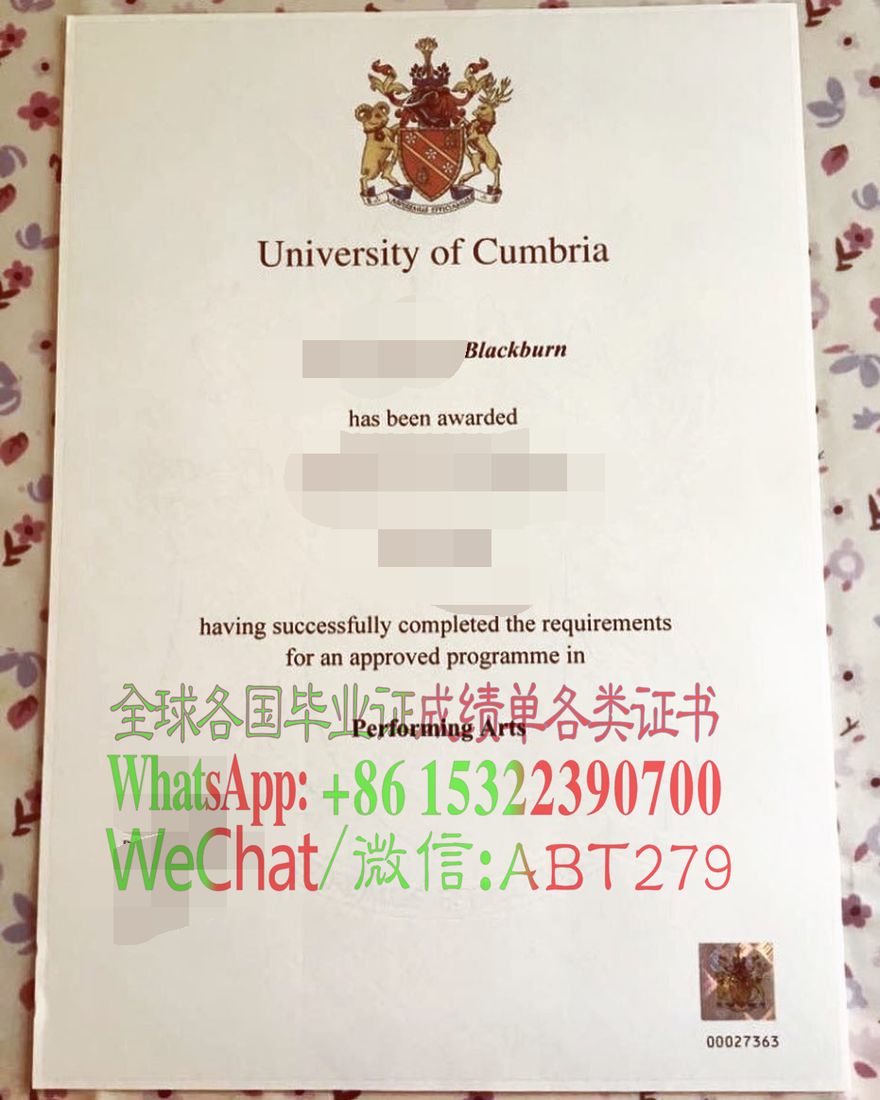 University of Cumbria
Blackburn
has been awarded
having successfully completed the requirements
for an approved programme in
全球各国毕业证成绩单各类证书
Performing Arts
WhatsApp: +86 15322390700
WeChat/微信:ABT279
00027363